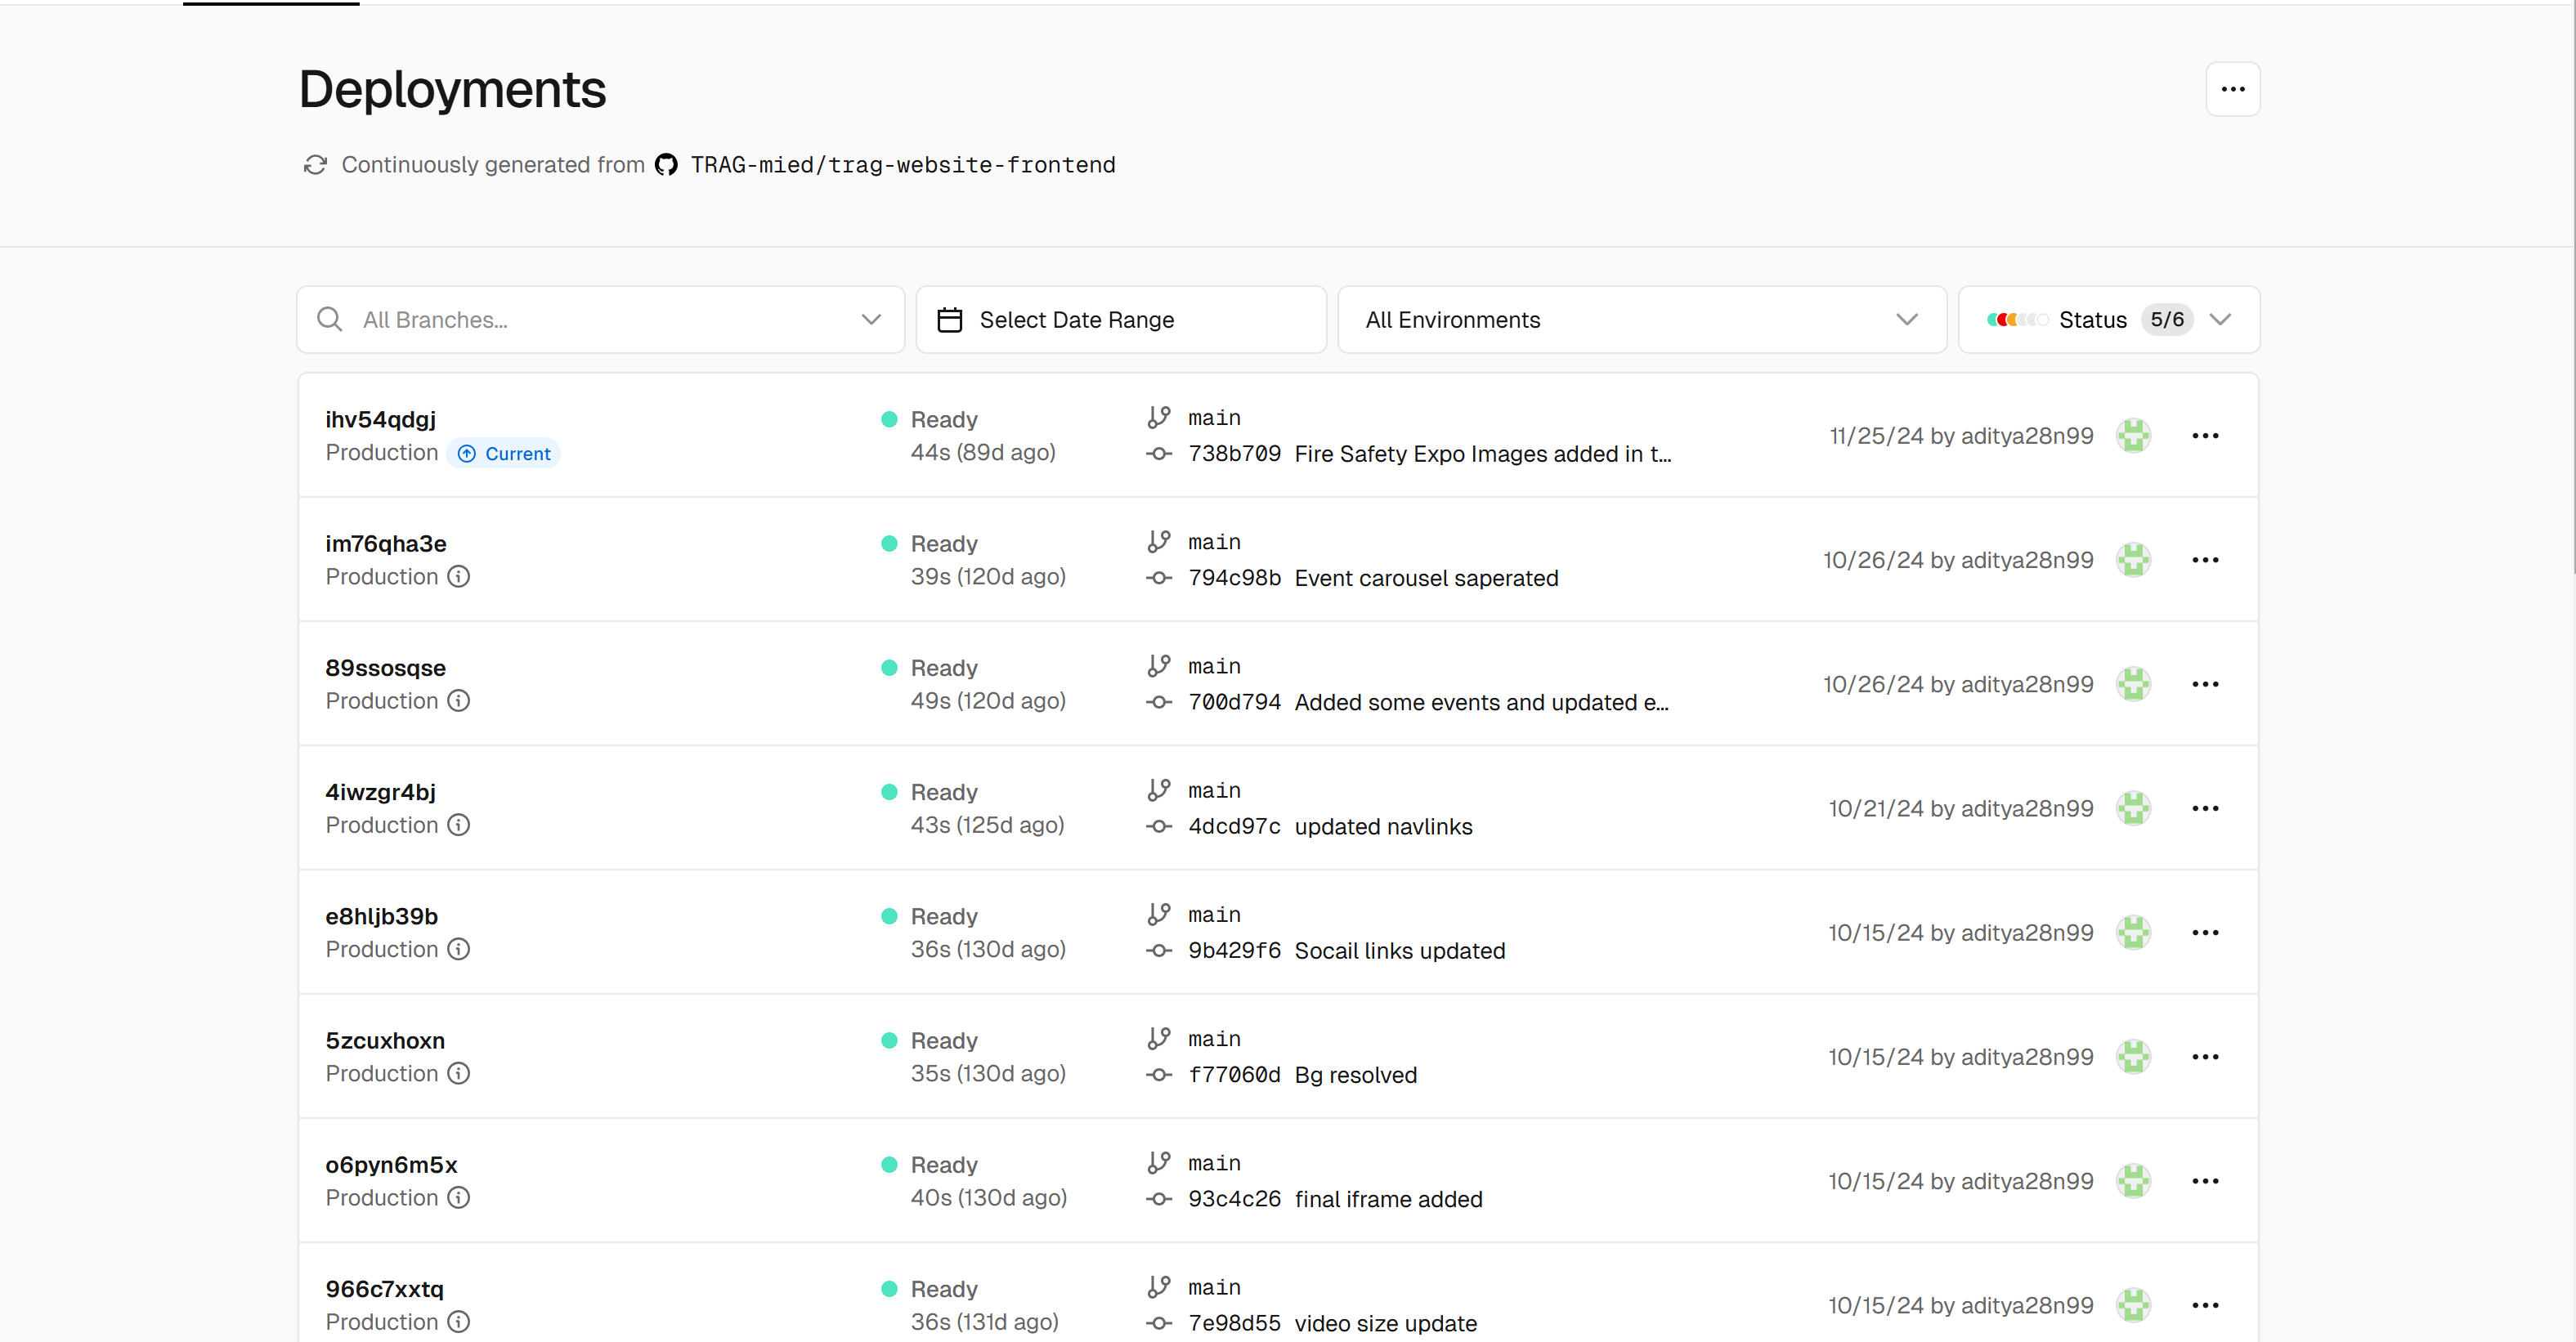 Deployments
Continuously generated from TRAG-mied/trag-website-frontend
All Branches...
Select Date Range
All Environments
Status 5/6
ihv54qdgj
Production Current
Ready
44s (89d ago)
main
738b709 Fire Safety Expo Images added in t...
11/25/24 by aditya28n99
im76qha3e
Production
Ready
39s (120d ago)
main
794c98b Event carousel saperated
10/26/24 by aditya28n99
89ssosqse
Production
Ready
49s (120d ago)
main
700d794 Added some events and updated e...
10/26/24 by aditya28n99
4iwzgr4bj
Production
Ready
43s (125d ago)
main
4dcd97c updated navlinks
10/21/24 by aditya28n99
e8hljb39b
Production
Ready
36s (130d ago)
main
9b429f6 Socail links updated
10/15/24 by aditya28n99
5zcuxhoxn
Production
Ready
35s (130d ago)
main
f77060d Bg resolved
10/15/24 by aditya28n99
o6pyn6m5x
Production
Ready
40s (130d ago)
main
93c4c26 final iframe added
10/15/24 by aditya28n99
966c7xxtq
Production
Ready
36s (131d ago)
main
7e98d55 video size update
10/15/24 by aditya28n99